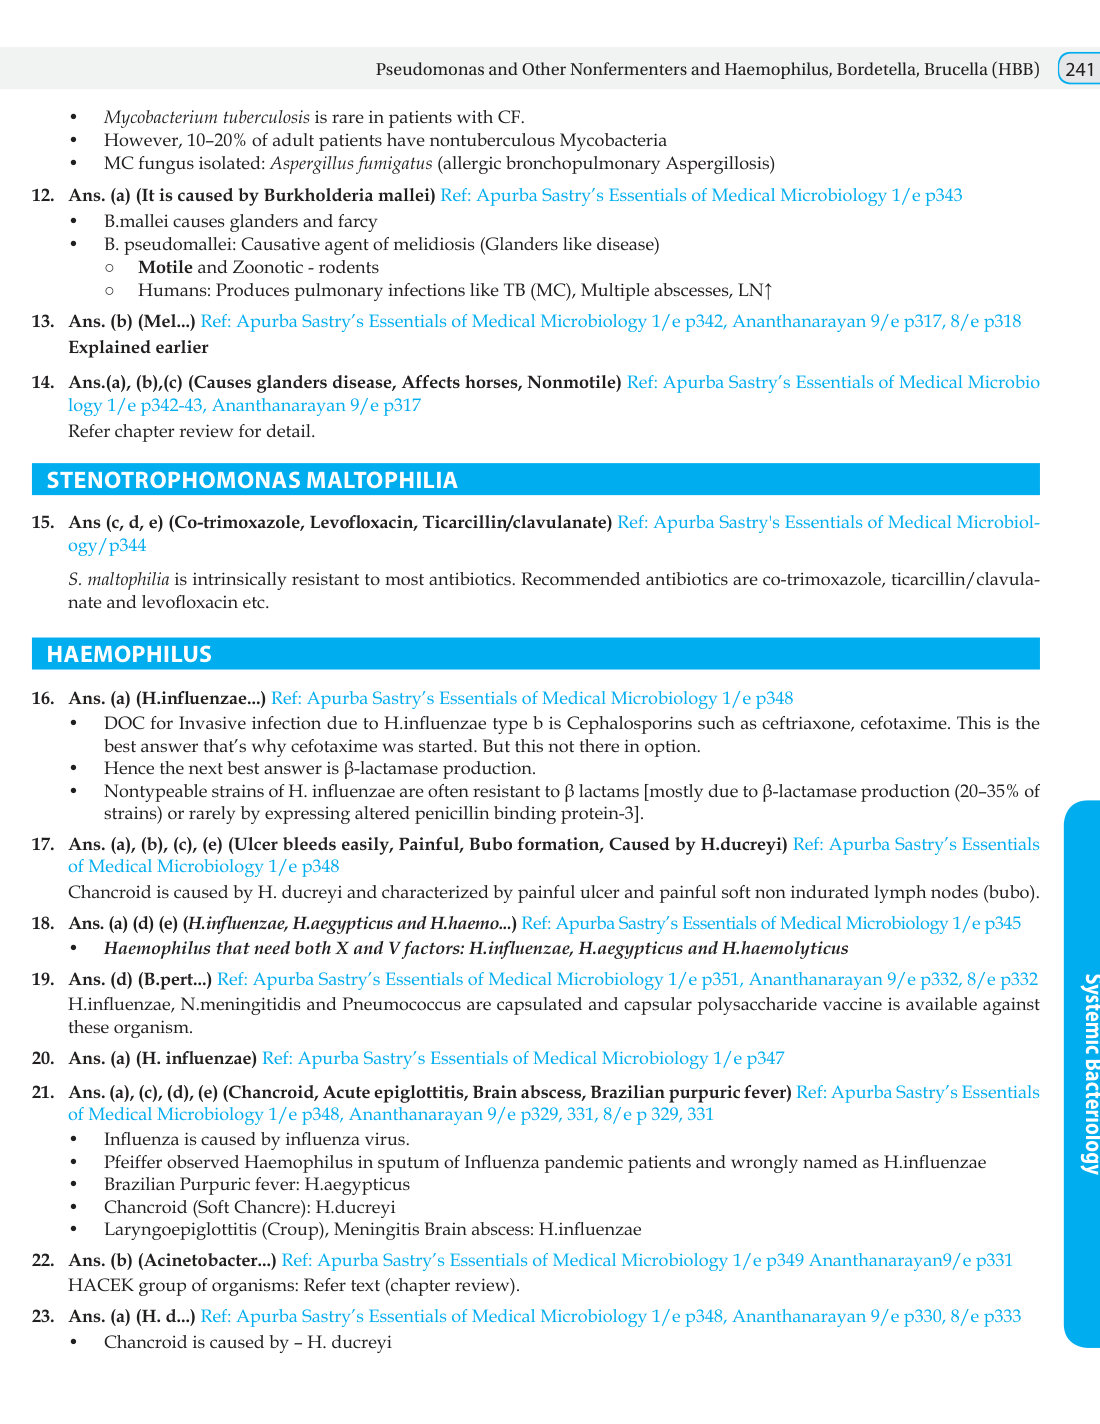 Pseudomonas and Other Nonfermenters and Haemophilus, Bordetella, Brucella (HBB) 241
• Mycobacterium tuberculosis is rare in patients with CF.
• However, 10–20% of adult patients have nontuberculous Mycobacteria
• MC fungus isolated: Aspergillus fumigatus (allergic bronchopulmonary Aspergillosis)
12. Ans. (a) (It is caused by Burkholderia mallei) Ref: Apurba Sastry’s Essentials of Medical Microbiology 1/e p343
• B.mallei causes glanders and farcy
• B. pseudomallei: Causative agent of melidiosis (Glanders like disease)
○ Motile and Zoonotic - rodents
○ Humans: Produces pulmonary infections like TB (MC), Multiple abscesses, LN↑
13. Ans. (b) (Mel...) Ref: Apurba Sastry’s Essentials of Medical Microbiology 1/e p342, Ananthanarayan 9/e p317, 8/e p318
Explained earlier
14. Ans.(a), (b),(c) (Causes glanders disease, Affects horses, Nonmotile) Ref: Apurba Sastry’s Essentials of Medical Microbio
logy 1/e p342-43, Ananthanarayan 9/e p317
Refer chapter review for detail.
STENOTROPHOMONAS MALTOPHILIA
15. Ans (c, d, e) (Co-trimoxazole, Levofloxacin, Ticarcillin/clavulanate) Ref: Apurba Sastry's Essentials of Medical Microbiol-
ogy/p344
S. maltophilia is intrinsically resistant to most antibiotics. Recommended antibiotics are co-trimoxazole, ticarcillin/clavula-
nate and levofloxacin etc.
HAEMOPHILUS
16. Ans. (a) (H.influenzae...) Ref: Apurba Sastry’s Essentials of Medical Microbiology 1/e p348
• DOC for Invasive infection due to H.influenzae type b is Cephalosporins such as ceftriaxone, cefotaxime. This is the
best answer that’s why cefotaxime was started. But this not there in option.
• Hence the next best answer is β-lactamase production.
• Nontypeable strains of H. influenzae are often resistant to β lactams [mostly due to β-lactamase production (20–35% of
strains) or rarely by expressing altered penicillin binding protein-3].
17. Ans. (a), (b), (c), (e) (Ulcer bleeds easily, Painful, Bubo formation, Caused by H.ducreyi) Ref: Apurba Sastry’s Essentials
of Medical Microbiology 1/e p348
Chancroid is caused by H. ducreyi and characterized by painful ulcer and painful soft non indurated lymph nodes (bubo).
18. Ans. (a) (d) (e) (H.influenzae, H.aegypticus and H.haemo...) Ref: Apurba Sastry’s Essentials of Medical Microbiology 1/e p345
• Haemophilus that need both X and V factors: H.influenzae, H.aegypticus and H.haemolyticus
19. Ans. (d) (B.pert...) Ref: Apurba Sastry’s Essentials of Medical Microbiology 1/e p351, Ananthanarayan 9/e p332, 8/e p332
H.influenzae, N.meningitidis and Pneumococcus are capsulated and capsular polysaccharide vaccine is available against
these organism.
20. Ans. (a) (H. influenzae) Ref: Apurba Sastry’s Essentials of Medical Microbiology 1/e p347
21. Ans. (a), (c), (d), (e) (Chancroid, Acute epiglottitis, Brain abscess, Brazilian purpuric fever) Ref: Apurba Sastry’s Essentials
of Medical Microbiology 1/e p348, Ananthanarayan 9/e p329, 331, 8/e p 329, 331
• Influenza is caused by influenza virus.
• Pfeiffer observed Haemophilus in sputum of Influenza pandemic patients and wrongly named as H.influenzae
• Brazilian Purpuric fever: H.aegypticus
• Chancroid (Soft Chancre): H.ducreyi
• Laryngoepiglottitis (Croup), Meningitis Brain abscess: H.influenzae
22. Ans. (b) (Acinetobacter...) Ref: Apurba Sastry’s Essentials of Medical Microbiology 1/e p349 Ananthanarayan9/e p331
HACEK group of organisms: Refer text (chapter review).
23. Ans. (a) (H. d...) Ref: Apurba Sastry’s Essentials of Medical Microbiology 1/e p348, Ananthanarayan 9/e p330, 8/e p333
• Chancroid is caused by – H. ducreyi
Systemic Bacteriology